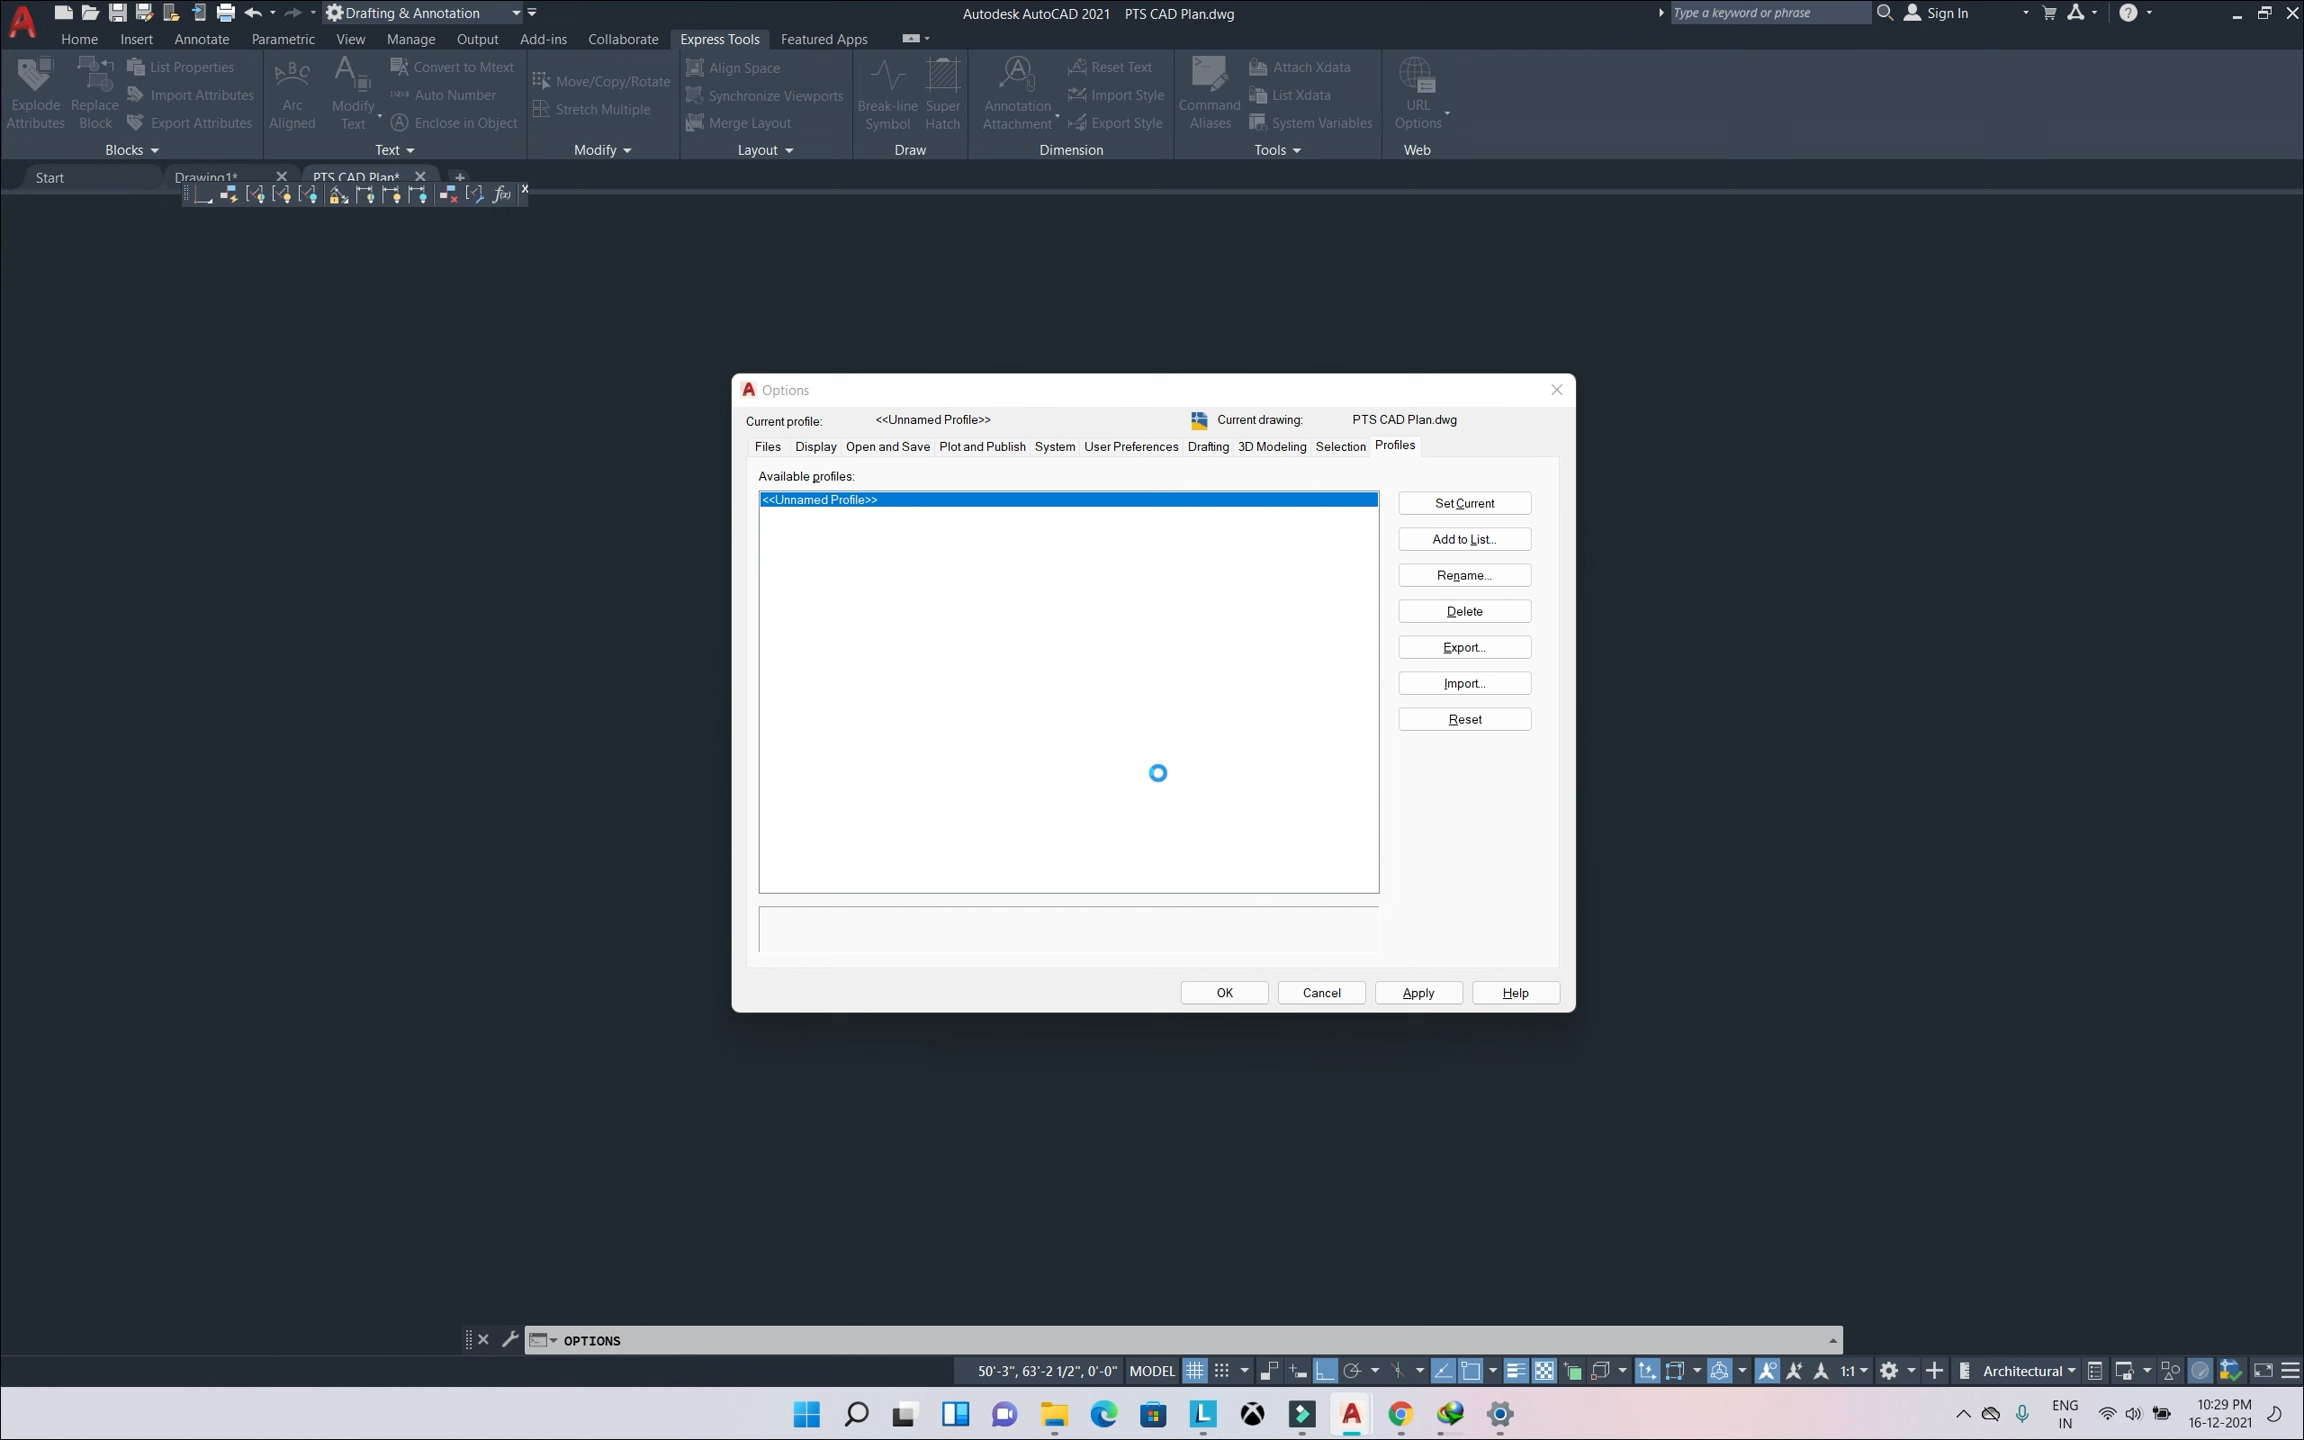 Drafting & Annotation
Autodesk AutoCAD 2021 PTS CAD Plan.dwg
Type a keyword or phrase
Sign In
Home Insert Annotate Parametric View Manage Output Add-ins Collaborate Express Tools Featured Apps
Explode Attributes
Replace Block
List Properties
Import Attributes
Export Attributes
Blocks
ABC
Arc Aligned
Modify Text
Convert to Mtext
Auto Number
Enclose in Object
Text
Move/Copy/Rotate
Stretch Multiple
Modify
Align Space
Synchronize Viewports
Merge Layout
Layout
Break-line Symbol
Super Hatch
Draw
Annotation Attachment
Reset Text
Import Style
Export Style
Dimension
Command Aliases
Attach Xdata
List Xdata
System Variables
Tools
URL Options
Web
Start
Drawing1*
PTS CAD Plan*
Options
Current profile: <<Unnamed Profile>> Current drawing: PTS CAD Plan.dwg
Files Display Open and Save Plot and Publish System User Preferences Drafting 3D Modeling Selection Profiles
Available profiles:
<<Unnamed Profile>>
Set Current
Add to List...
Rename...
Delete
Export...
Import...
Reset
OK Cancel Apply Help
OPTIONS
50'-3", 63'-2 1/2", 0'-0" MODEL 1:1 Architectural
ENG
IN
10:29 PM
16-12-2021